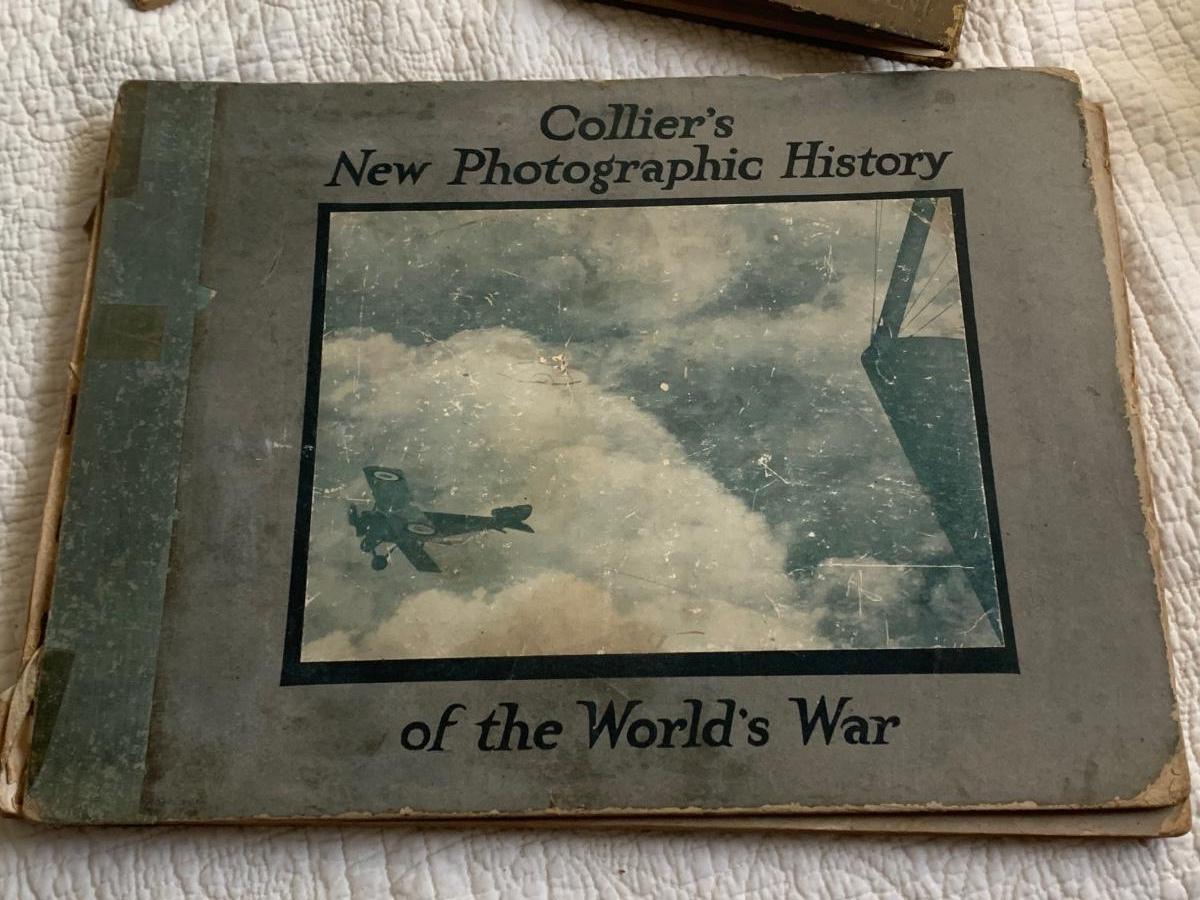 Collier's
New Photographic History
of the World's War